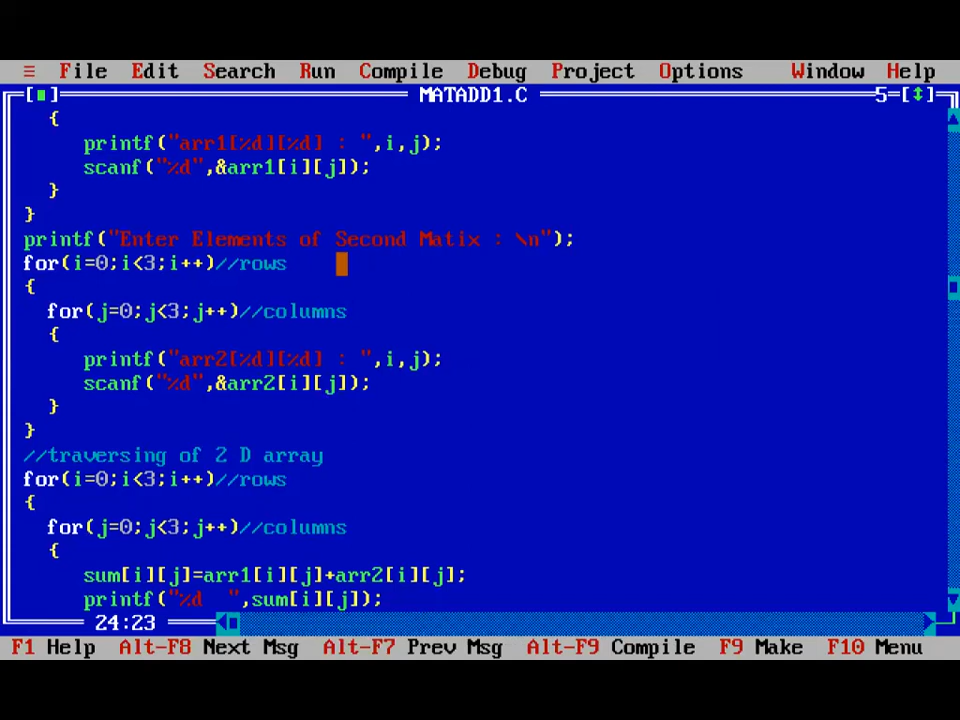 ≡ File Edit Search Run Compile Debug Project Options Window Help
[■] MATADD1.C 5=[↕]
{
printf("arr1[%d][%d] : ",i,j);
scanf("%d",&arr1[i][j]);
}
}
printf("Enter Elements of Second Matix : \n");
for(i=0;i<3;i++)//rows
{
for(j=0;j<3;j++)//columns
{
printf("arr2[%d][%d] : ",i,j);
scanf("%d",&arr2[i][j]);
}
}
//traversing of 2 D array
for(i=0;i<3;i++)//rows
{
for(j=0;j<3;j++)//columns
{
sum[i][j]=arr1[i][j]+arr2[i][j];
printf("%d  ",sum[i][j]);
24:23
F1 Help Alt-F8 Next Msg Alt-F7 Prev Msg Alt-F9 Compile F9 Make F10 Menu